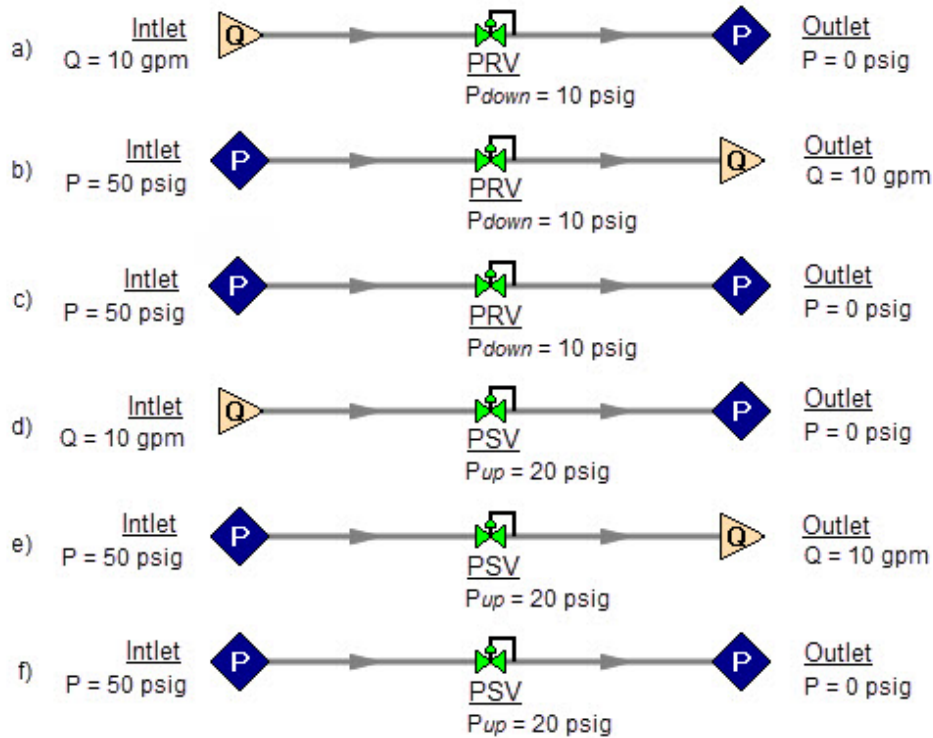 a)
Intlet
Q = 10 gpm
Q
PRV
Pdown = 10 psig
P
Outlet
P = 0 psig
b)
Intlet
P = 50 psig
P
PRV
Pdown = 10 psig
Q
Outlet
Q = 10 gpm
c)
Intlet
P = 50 psig
P
PRV
Pdown = 10 psig
P
Outlet
P = 0 psig
d)
Intlet
Q = 10 gpm
Q
PSV
Pup = 20 psig
P
Outlet
P = 0 psig
e)
Intlet
P = 50 psig
P
PSV
Pup = 20 psig
Q
Outlet
Q = 10 gpm
f)
Intlet
P = 50 psig
P
PSV
Pup = 20 psig
P
Outlet
P = 0 psig